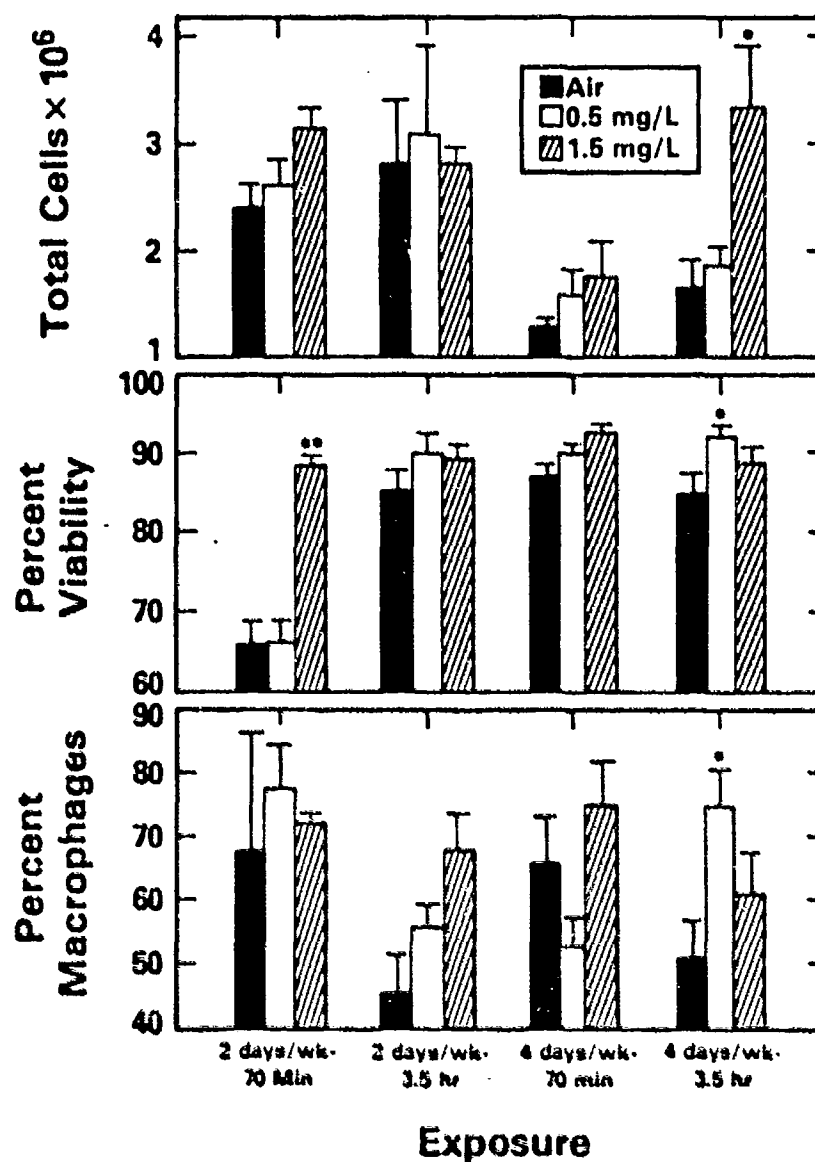 Total Cells x 10⁶
4
3
2
1
*
Air
0.5 mg/L
1.5 mg/L
Percent
Viability
100
90
80
70
60
**
*
Percent
Macrophages
90
80
70
60
50
40
*
2 days/wk- 2 days/wk- 4 days/wk- 4 days/wk-
70 Min 3.5 hr 70 min 3.5 hr
Exposure